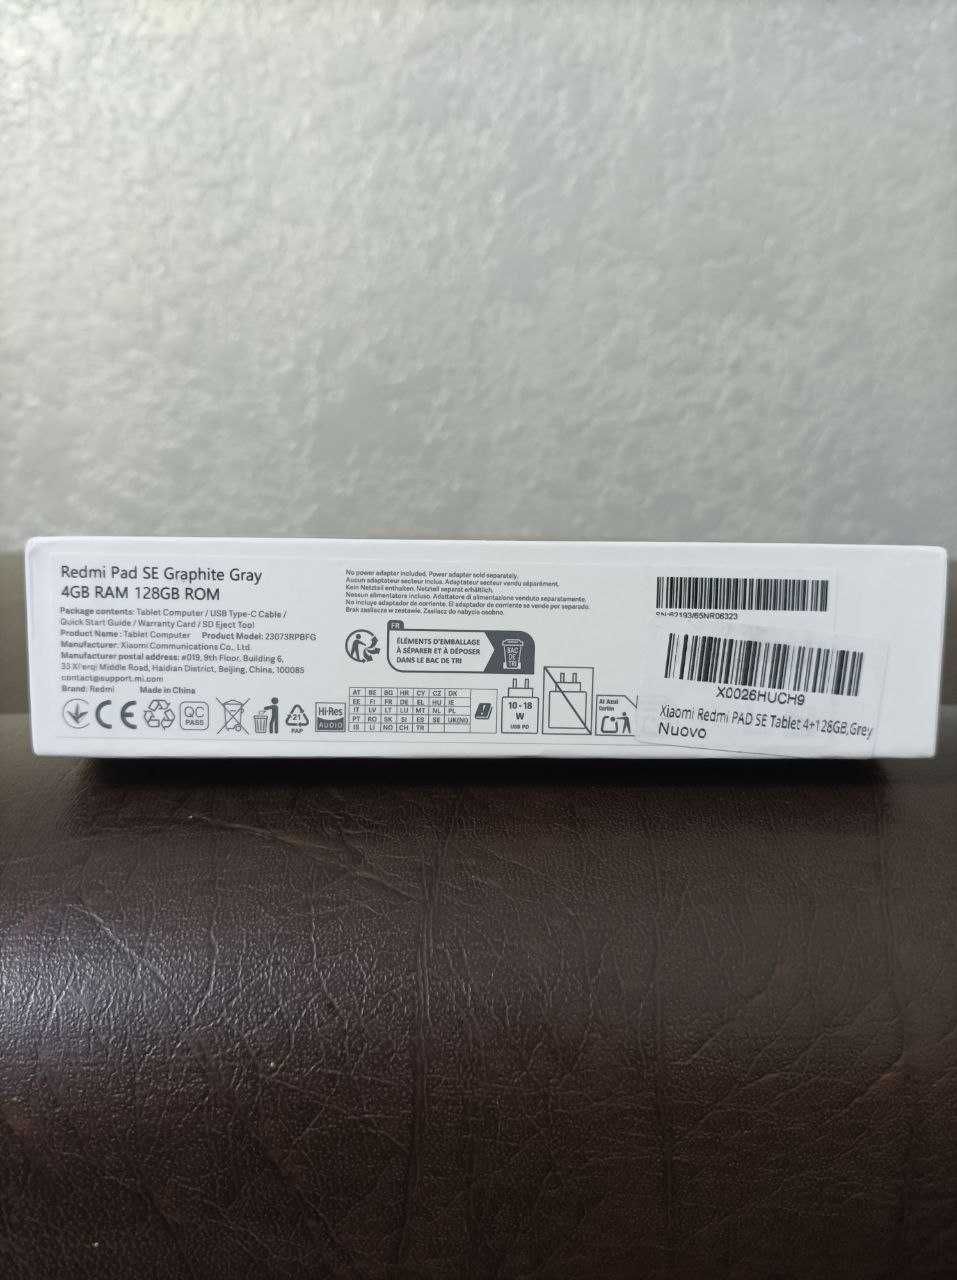 Redmi Pad SE Graphite Gray
4GB RAM 128GB ROM
Package contents: Tablet Computer / USB Type-C Cable /
Quick Start Guide / Warranty Card / SD Eject Tool
Product Name: Tablet Computer Product Model: 23073RPBFG
Manufacturer: Xiaomi Communications Co., Ltd.
Manufacturer postal address: #019, 9th Floor, Building 6,
33 Xi'erqi Middle Road, Haidian District, Beijing, China, 100085
contact@support.mi.com
Brand: Redmi Made in China
CE
QC
PASS
21
PAP
Hi-Res
AUDIO
No power adapter included. Power adapter sold separately.
Aucun adaptateur secteur inclus. Adaptateur secteur vendu séparément.
Kein Netzteil enthalten. Netzteil separat erhältlich.
Nessun alimentatore incluso. Adattatore di alimentazione venduto separatamente.
No incluye adaptador de corriente. El adaptador de corriente se vende por separado.
Brak zasilacza w zestawie. Zasilacz do nabycia osobno.
FR
ÉLÉMENTS D'EMBALLAGE
À SÉPARER ET À DÉPOSER
DANS LE BAC DE TRI
BAC
DE
TRI
AT BE BG HR CY CZ DK
EE FI FR DE EL HU IE
IT LV LT LU MT NL PL
PT RO SK SI ES SE UK(NI)
IS LI NO CH TR
10 - 18
W
USB PD
Al Azul
X0026HUCH9
Xiaomi Redmi PAD SE Tablet 4+128GB,Grey
Nuovo